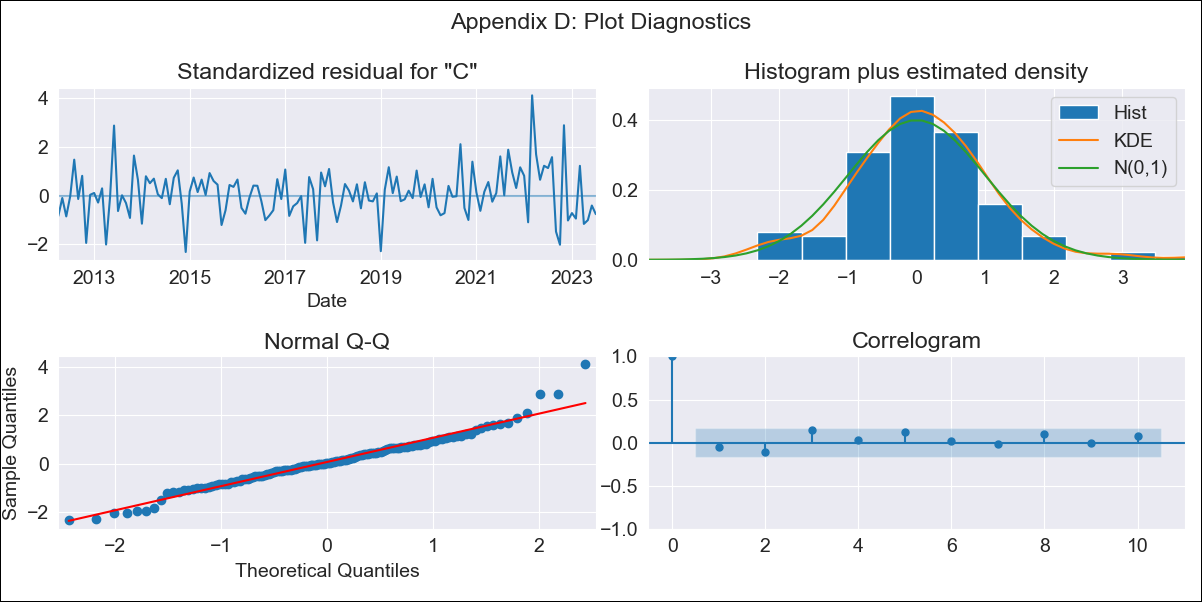 Appendix D: Plot Diagnostics
Standardized residual for "C"
4
2
0
−2
2013 2015 2017 2019 2021 2023
Date
Histogram plus estimated density
0.4
0.2
0.0
Hist
KDE
N(0,1)
−3 −2 −1 0 1 2 3
Normal Q-Q
Sample Quantiles
4
2
0
−2
−2 −1 0 1 2
Theoretical Quantiles
Correlogram
1.0
0.5
0.0
−0.5
−1.0
0 2 4 6 8 10